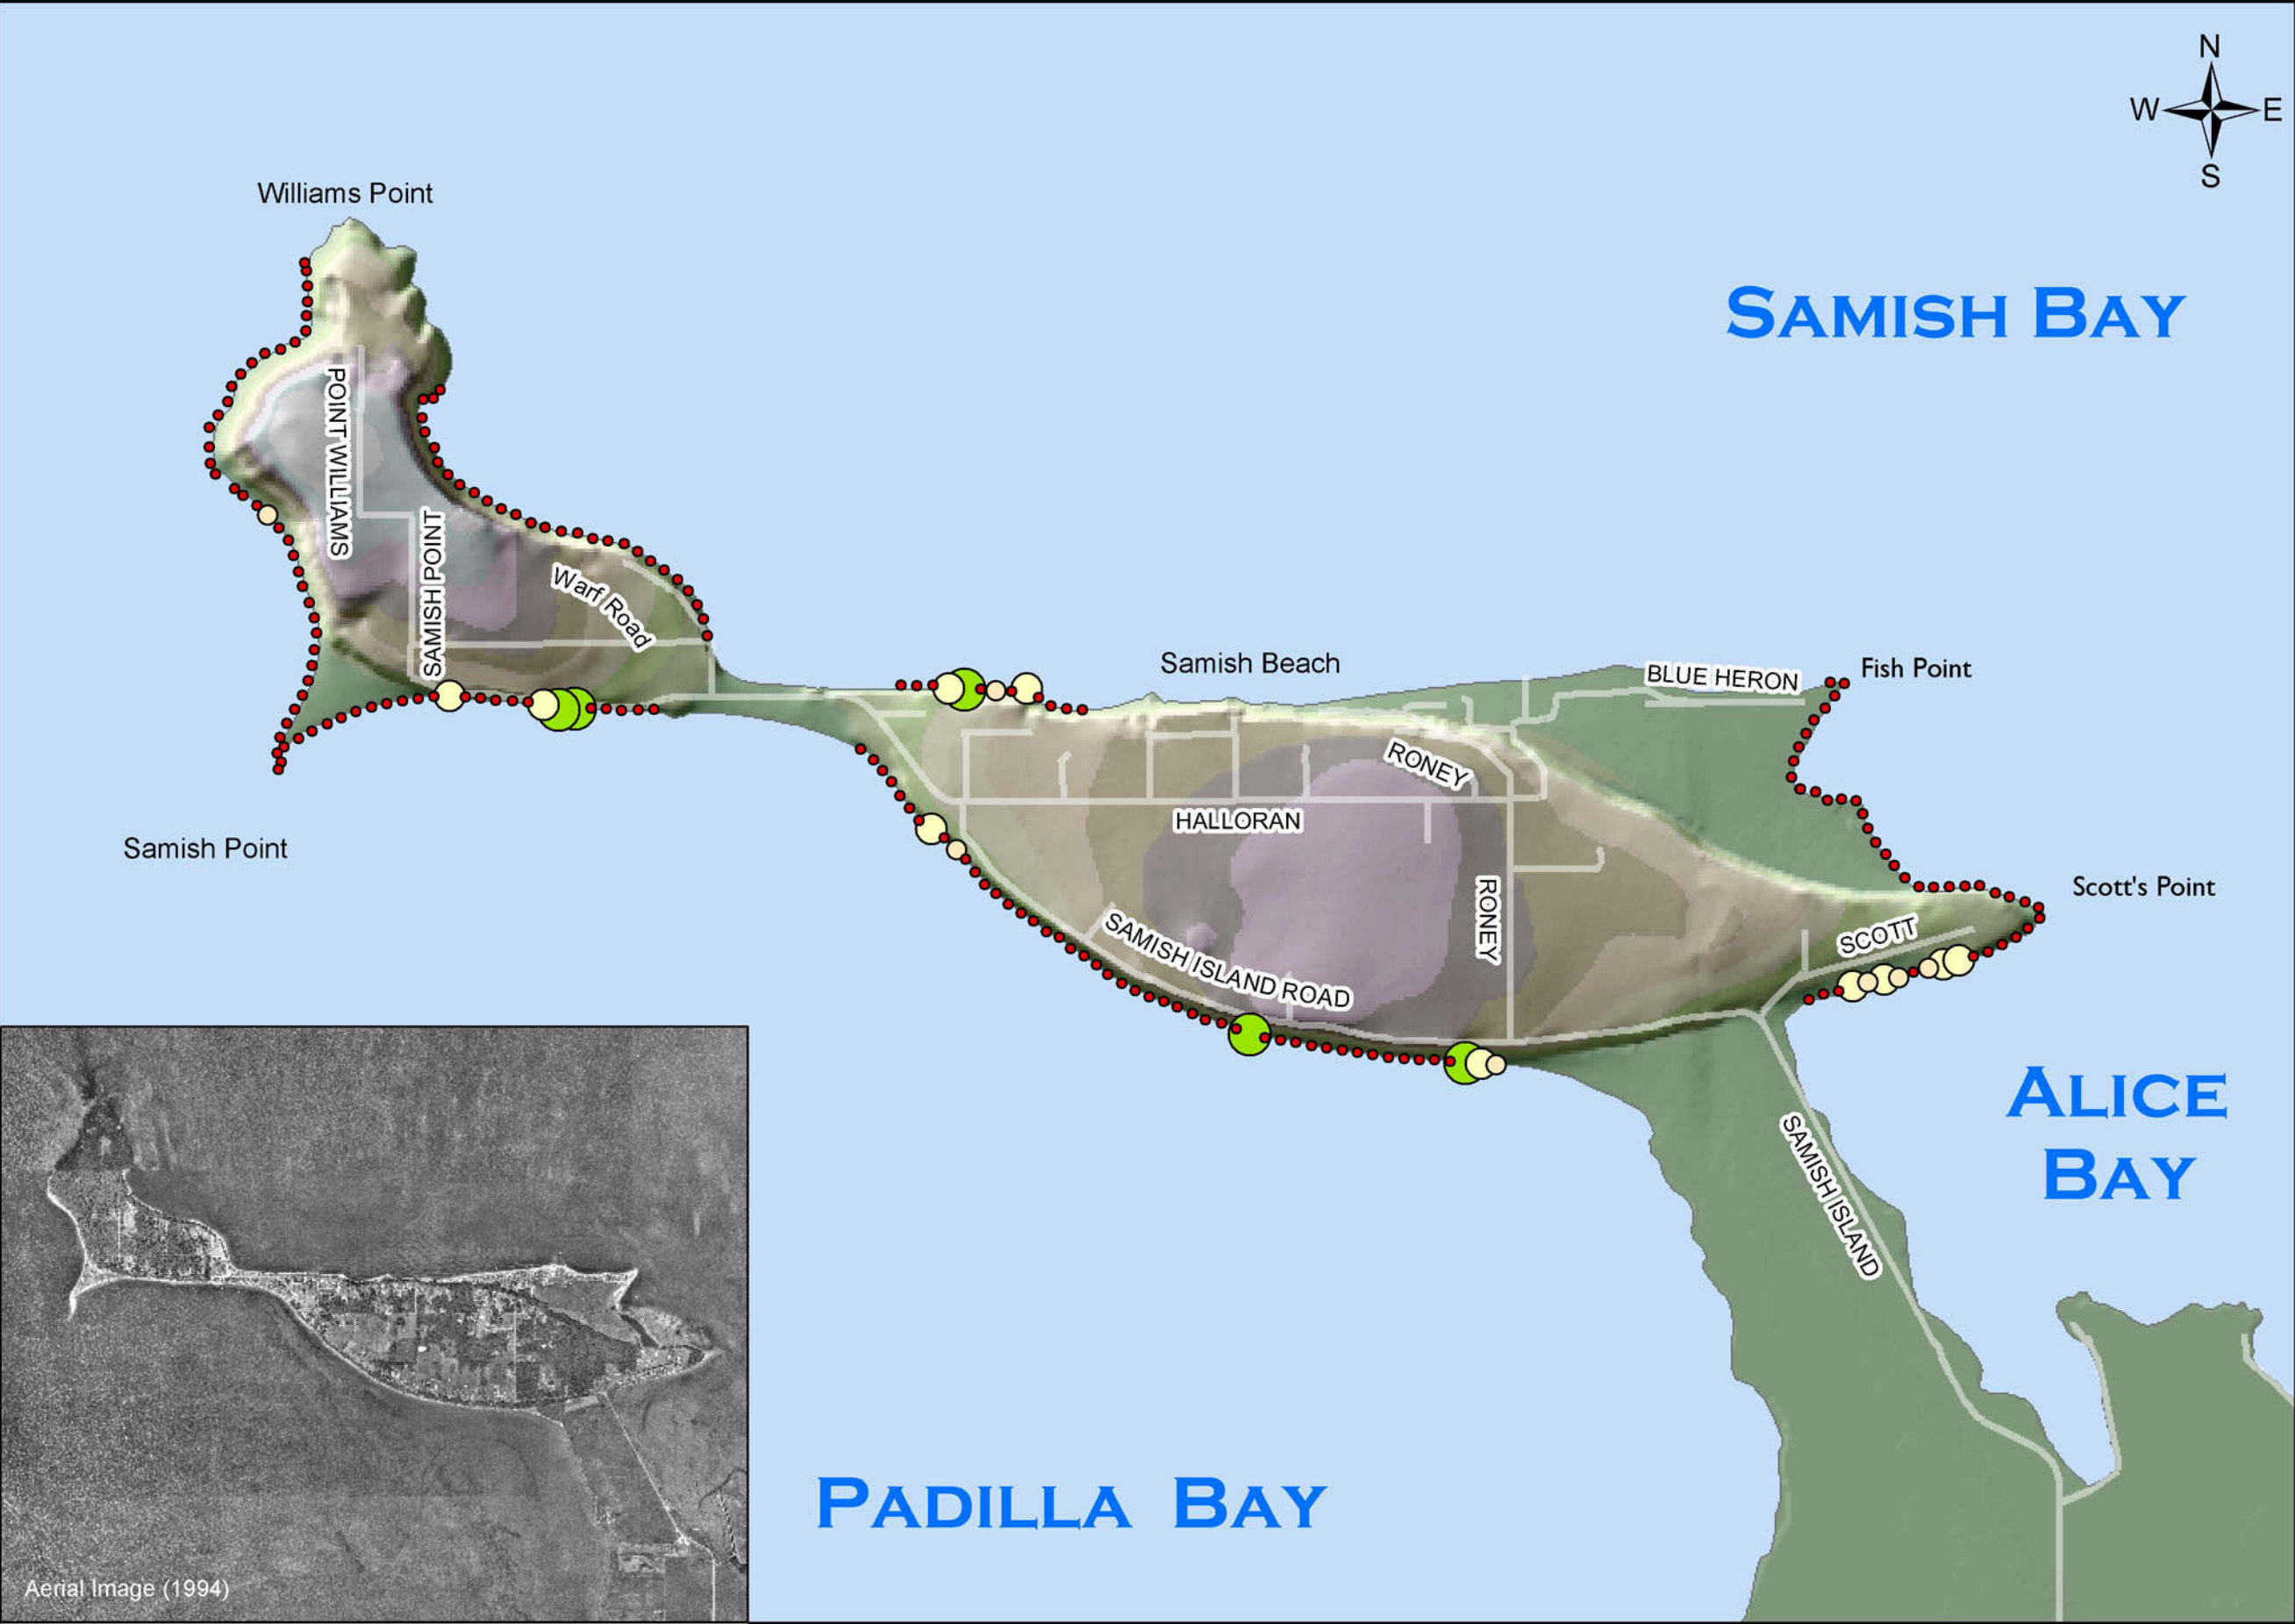 N
W E
S
Williams Point
SAMISH BAY
POINT WILLIAMS
SAMISH POINT
Warf Road
Samish Beach
BLUE HERON
Fish Point
RONEY
HALLORAN
Samish Point
RONEY
Scott's Point
SCOTT
SAMISH ISLAND ROAD
ALICE
BAY
SAMISH ISLAND
PADILLA BAY
Aerial Image (1994)